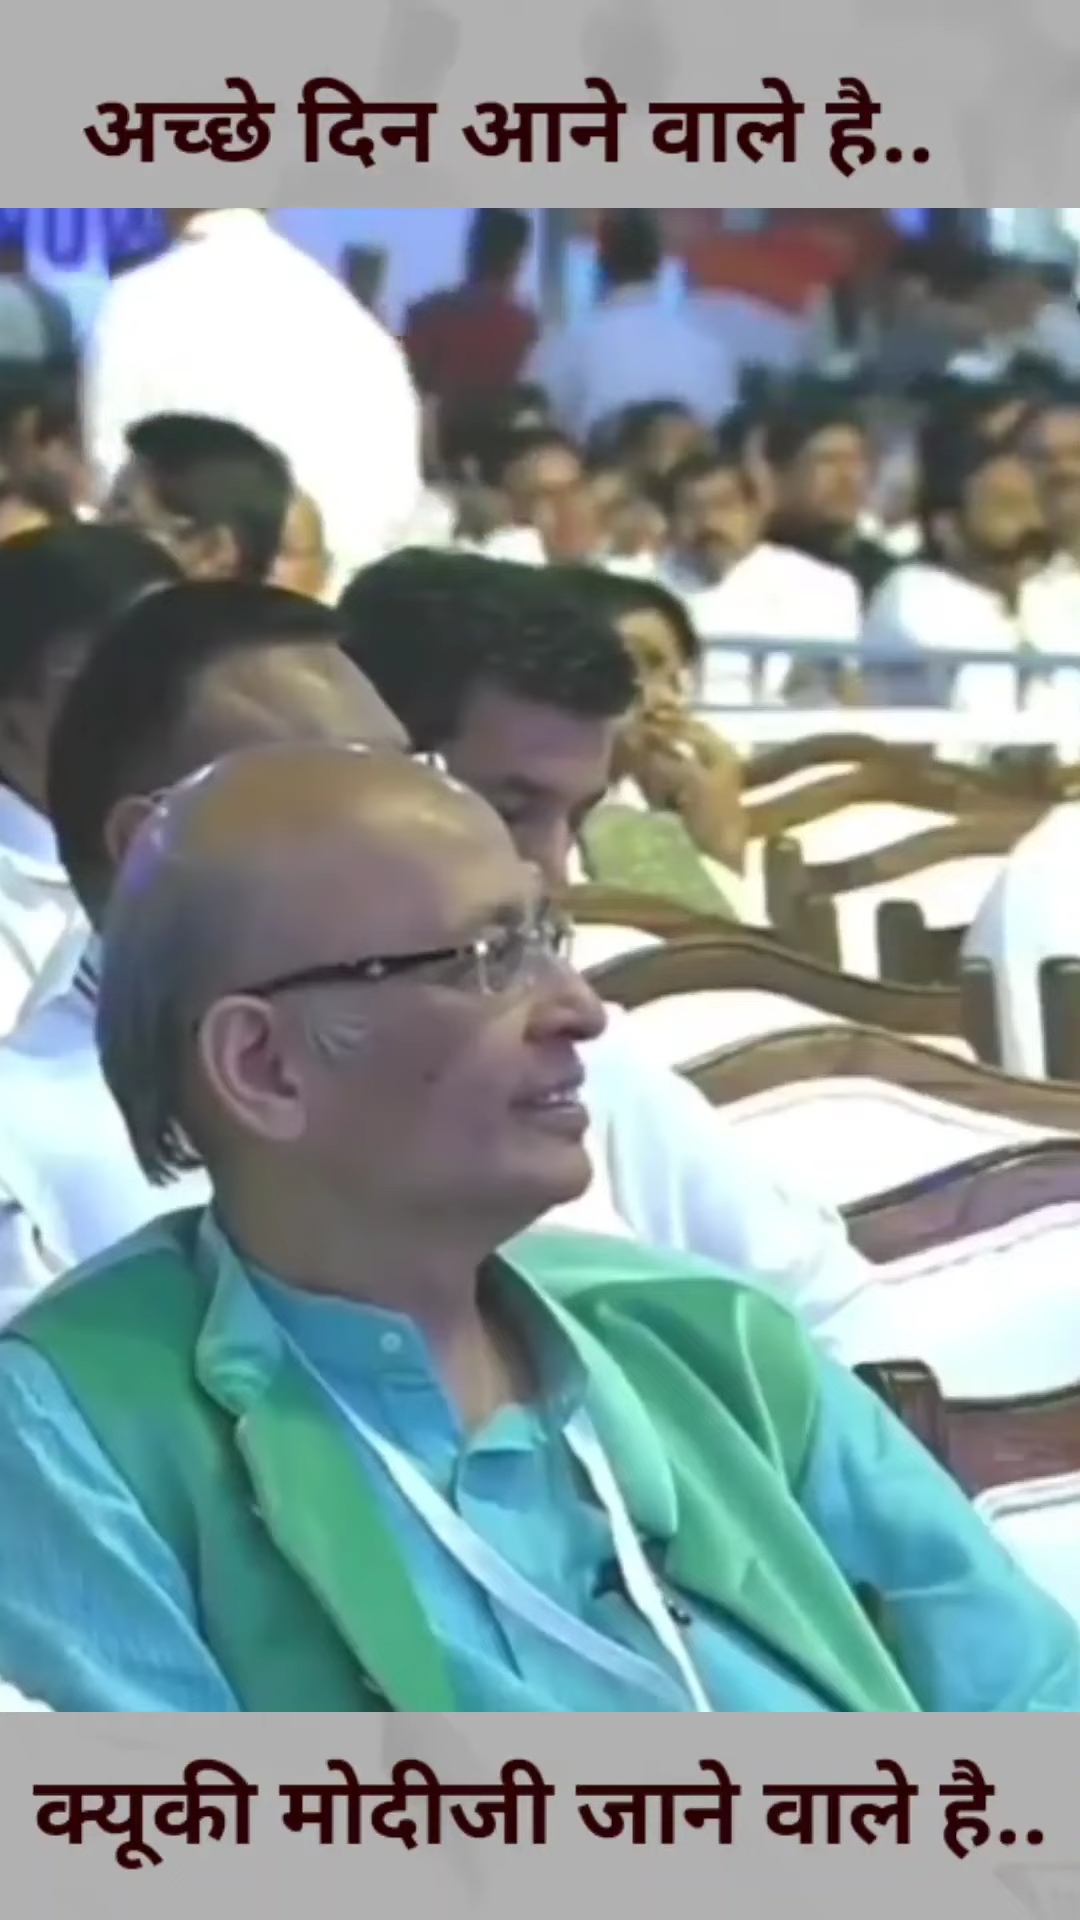 अच्छे दिन आने वाले है..
क्यूकी मोदीजी जाने वाले है..